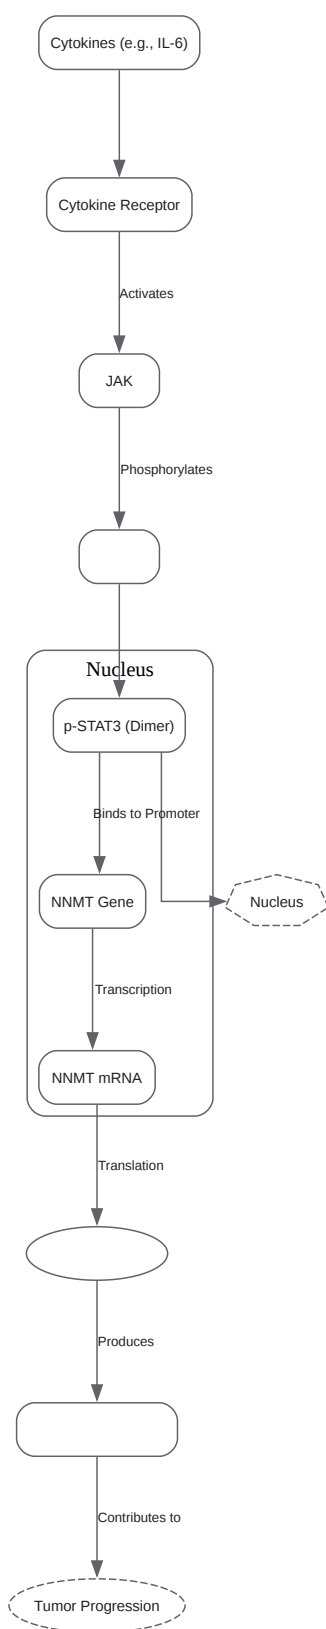 Cytokines (e.g., IL-6)
Cytokine Receptor
Activates
JAK
Phosphorylates
Nucleus
p-STAT3 (Dimer)
Binds to Promoter
NNMT Gene
Nucleus
Transcription
NNMT mRNA
Translation
Produces
Contributes to
Tumor Progression